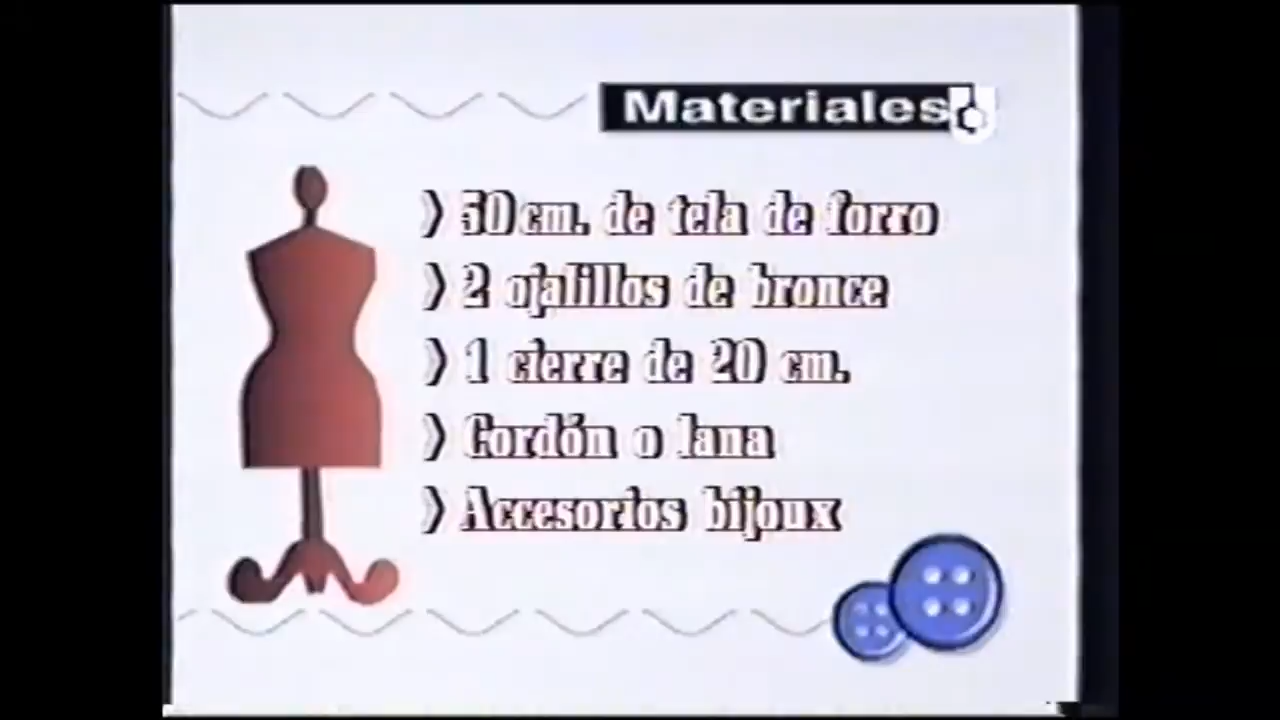 Materiales
❭ 50 cm. de tela de forro
❭ 2 ojalillos de bronce
❭ 1 cierre de 20 cm.
❭ Cordón o lana
❭ Accesorios bijoux